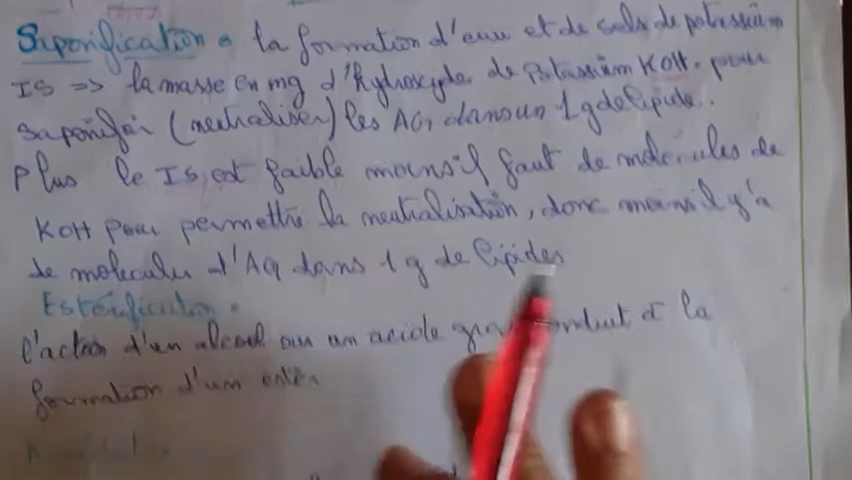 Saponification : la formation d'eau et de sels de potassium
IS => la masse en mg d'hydroxyde de potassium KOH. pour
saponifier (neutraliser) les AG dans un 1g de lipide.
Plus le IS est faible moins il faut de molécules de
KOH pour permettre la neutralisation, donc moins il y'a
de molécules d'AG dans 1g de lipides
Estérification :
l'action d'un alcool sur un acide gras conduit à la
formation d'un ester